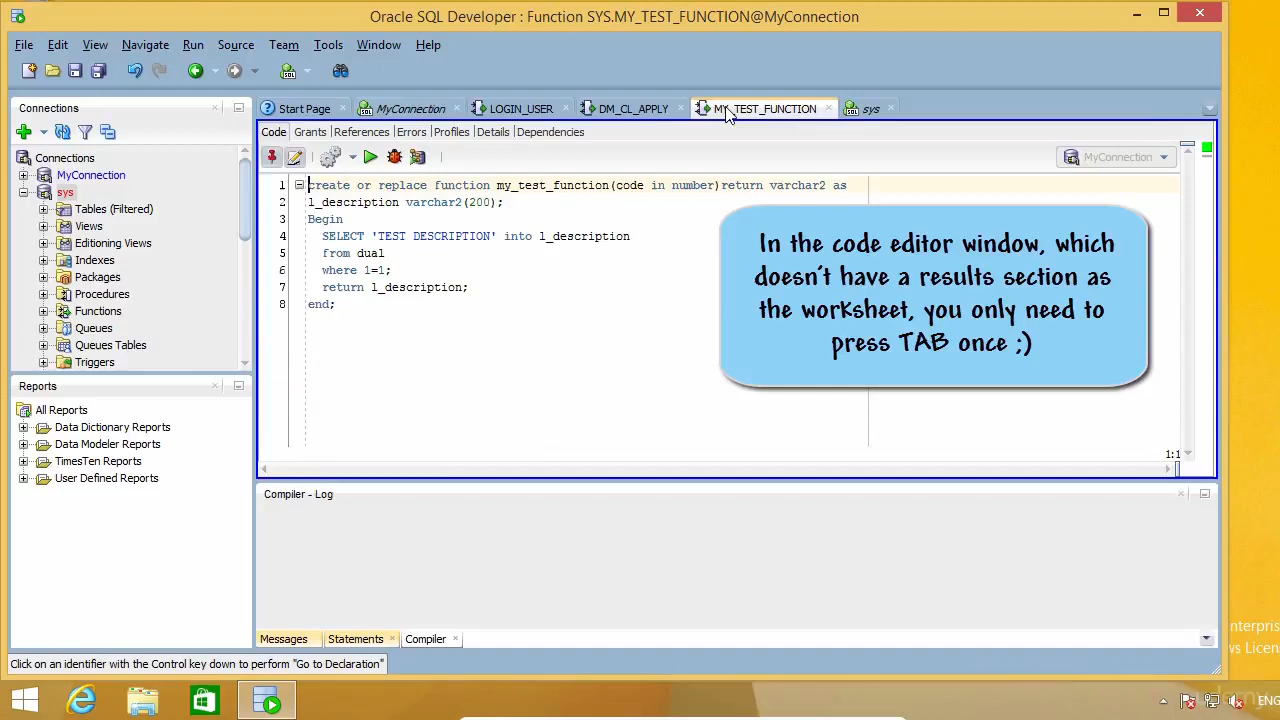 Oracle SQL Developer : Function SYS.MY_TEST_FUNCTION@MyConnection
File Edit View Navigate Run Source Team Tools Window Help
Connections
Connections
MyConnection
sys
Tables (Filtered)
Views
Editioning Views
Indexes
Packages
Procedures
Functions
Queues
Queues Tables
Triggers
Reports
All Reports
Data Dictionary Reports
Data Modeler Reports
TimesTen Reports
User Defined Reports
Start Page MyConnection LOGIN_USER DM_CL_APPLY MY_TEST_FUNCTION sys
Code Grants References Errors Profiles Details Dependencies
MyConnection
1 create or replace function my_test_function(code in number)return varchar2 as
2 l_description varchar2(200);
3 Begin
4 SELECT 'TEST DESCRIPTION' into l_description
5 from dual
6 where 1=1;
7 return l_description;
8 end;
In the code editor window, which
doesn't have a results section as
the worksheet, you only need to
press TAB once ;)
1:1
Compiler - Log
Messages Statements Compiler
Click on an identifier with the Control key down to perform "Go to Declaration"
nterpris
ws Licen
ENG